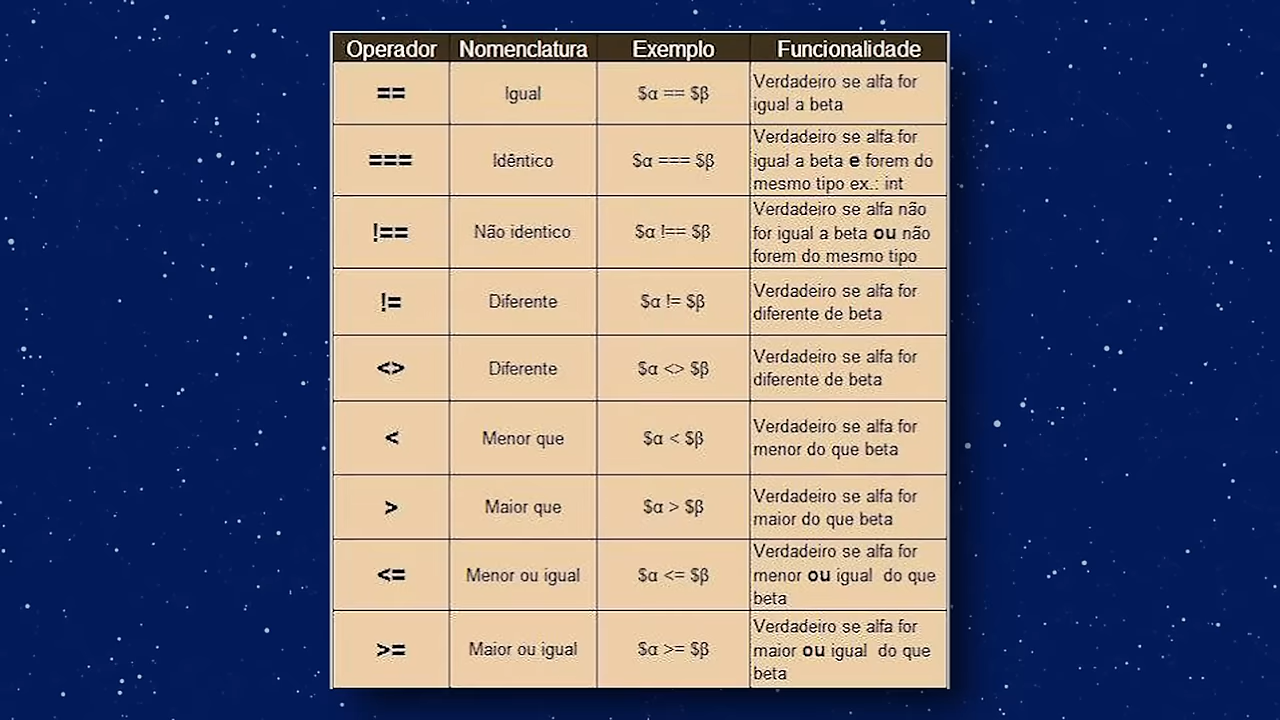 Operador Nomenclatura Exemplo Funcionalidade
== Igual $α == $β Verdadeiro se alfa for
igual a beta
=== Idêntico $α === $β Verdadeiro se alfa for
igual a beta e forem do
mesmo tipo ex.: int
!== Não identico $α !== $β Verdadeiro se alfa não
for igual a beta ou não
forem do mesmo tipo
!= Diferente $α != $β Verdadeiro se alfa for
diferente de beta
<> Diferente $α <> $β Verdadeiro se alfa for
diferente de beta
< Menor que $α < $β Verdadeiro se alfa for
menor do que beta
> Maior que $α > $β Verdadeiro se alfa for
maior do que beta
<= Menor ou igual $α <= $β Verdadeiro se alfa for
menor ou igual do que
beta
>= Maior ou igual $α >= $β Verdadeiro se alfa for
maior ou igual do que
beta